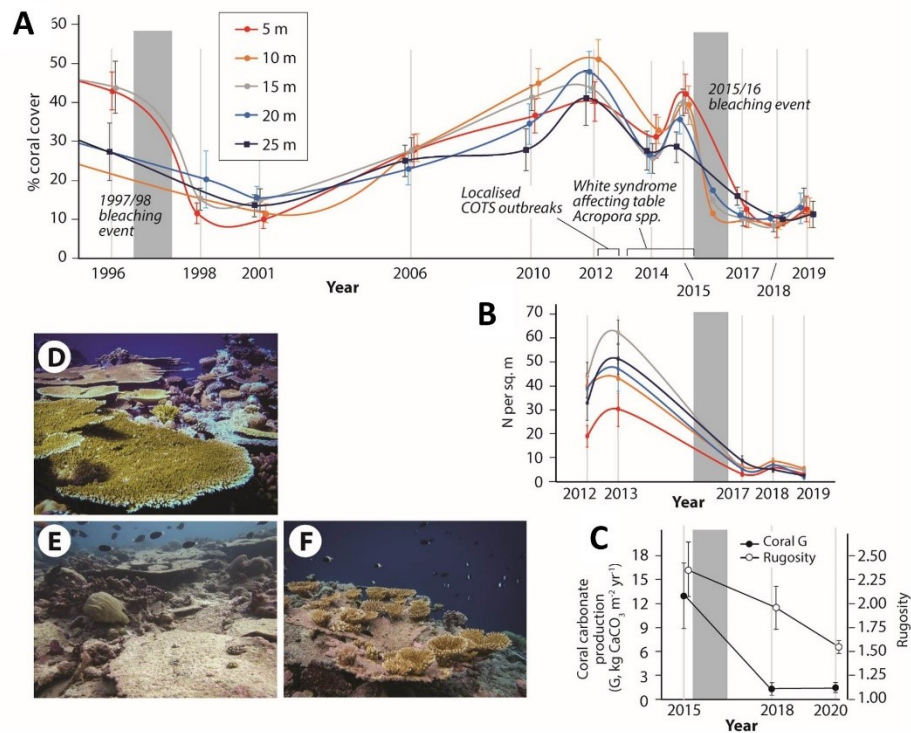 A
60
50
40
30
20
10
0
% coral cover
5 m
10 m
15 m
20 m
25 m
1997/98
bleaching
event
Localised
COTS outbreaks
White syndrome
affecting table
Acropora spp.
2015/16
bleaching event
1996
1998
2001
2006
2010
2012
2014
2015
2017
2018
2019
Year
B
70
60
50
40
30
20
10
0
N per sq. m
2012
2013
2017
2018
2019
Year
D
E
F
C
Coral G
Rugosity
18
15
12
9
6
3
0
Coral carbonate
production
(G, kg CaCO₃ m⁻² yr⁻¹)
2.50
2.25
2.00
1.75
1.50
1.25
1.00
Rugosity
2015
2018
2020
Year